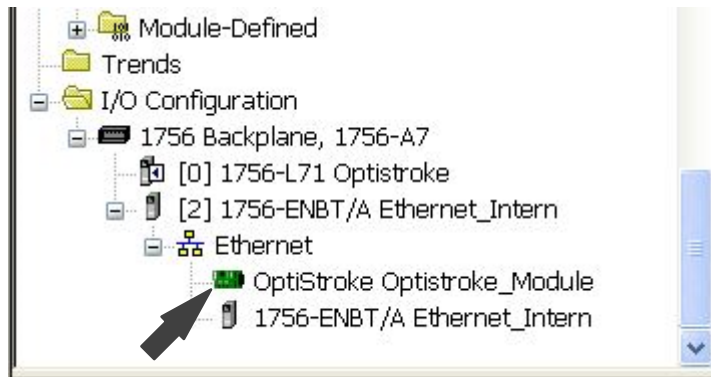 Module-Defined
Trends
I/O Configuration
1756 Backplane, 1756-A7
[0] 1756-L71 Optistroke
[2] 1756-ENBT/A Ethernet_Intern
Ethernet
OptiStroke Optistroke_Module
1756-ENBT/A Ethernet_Intern